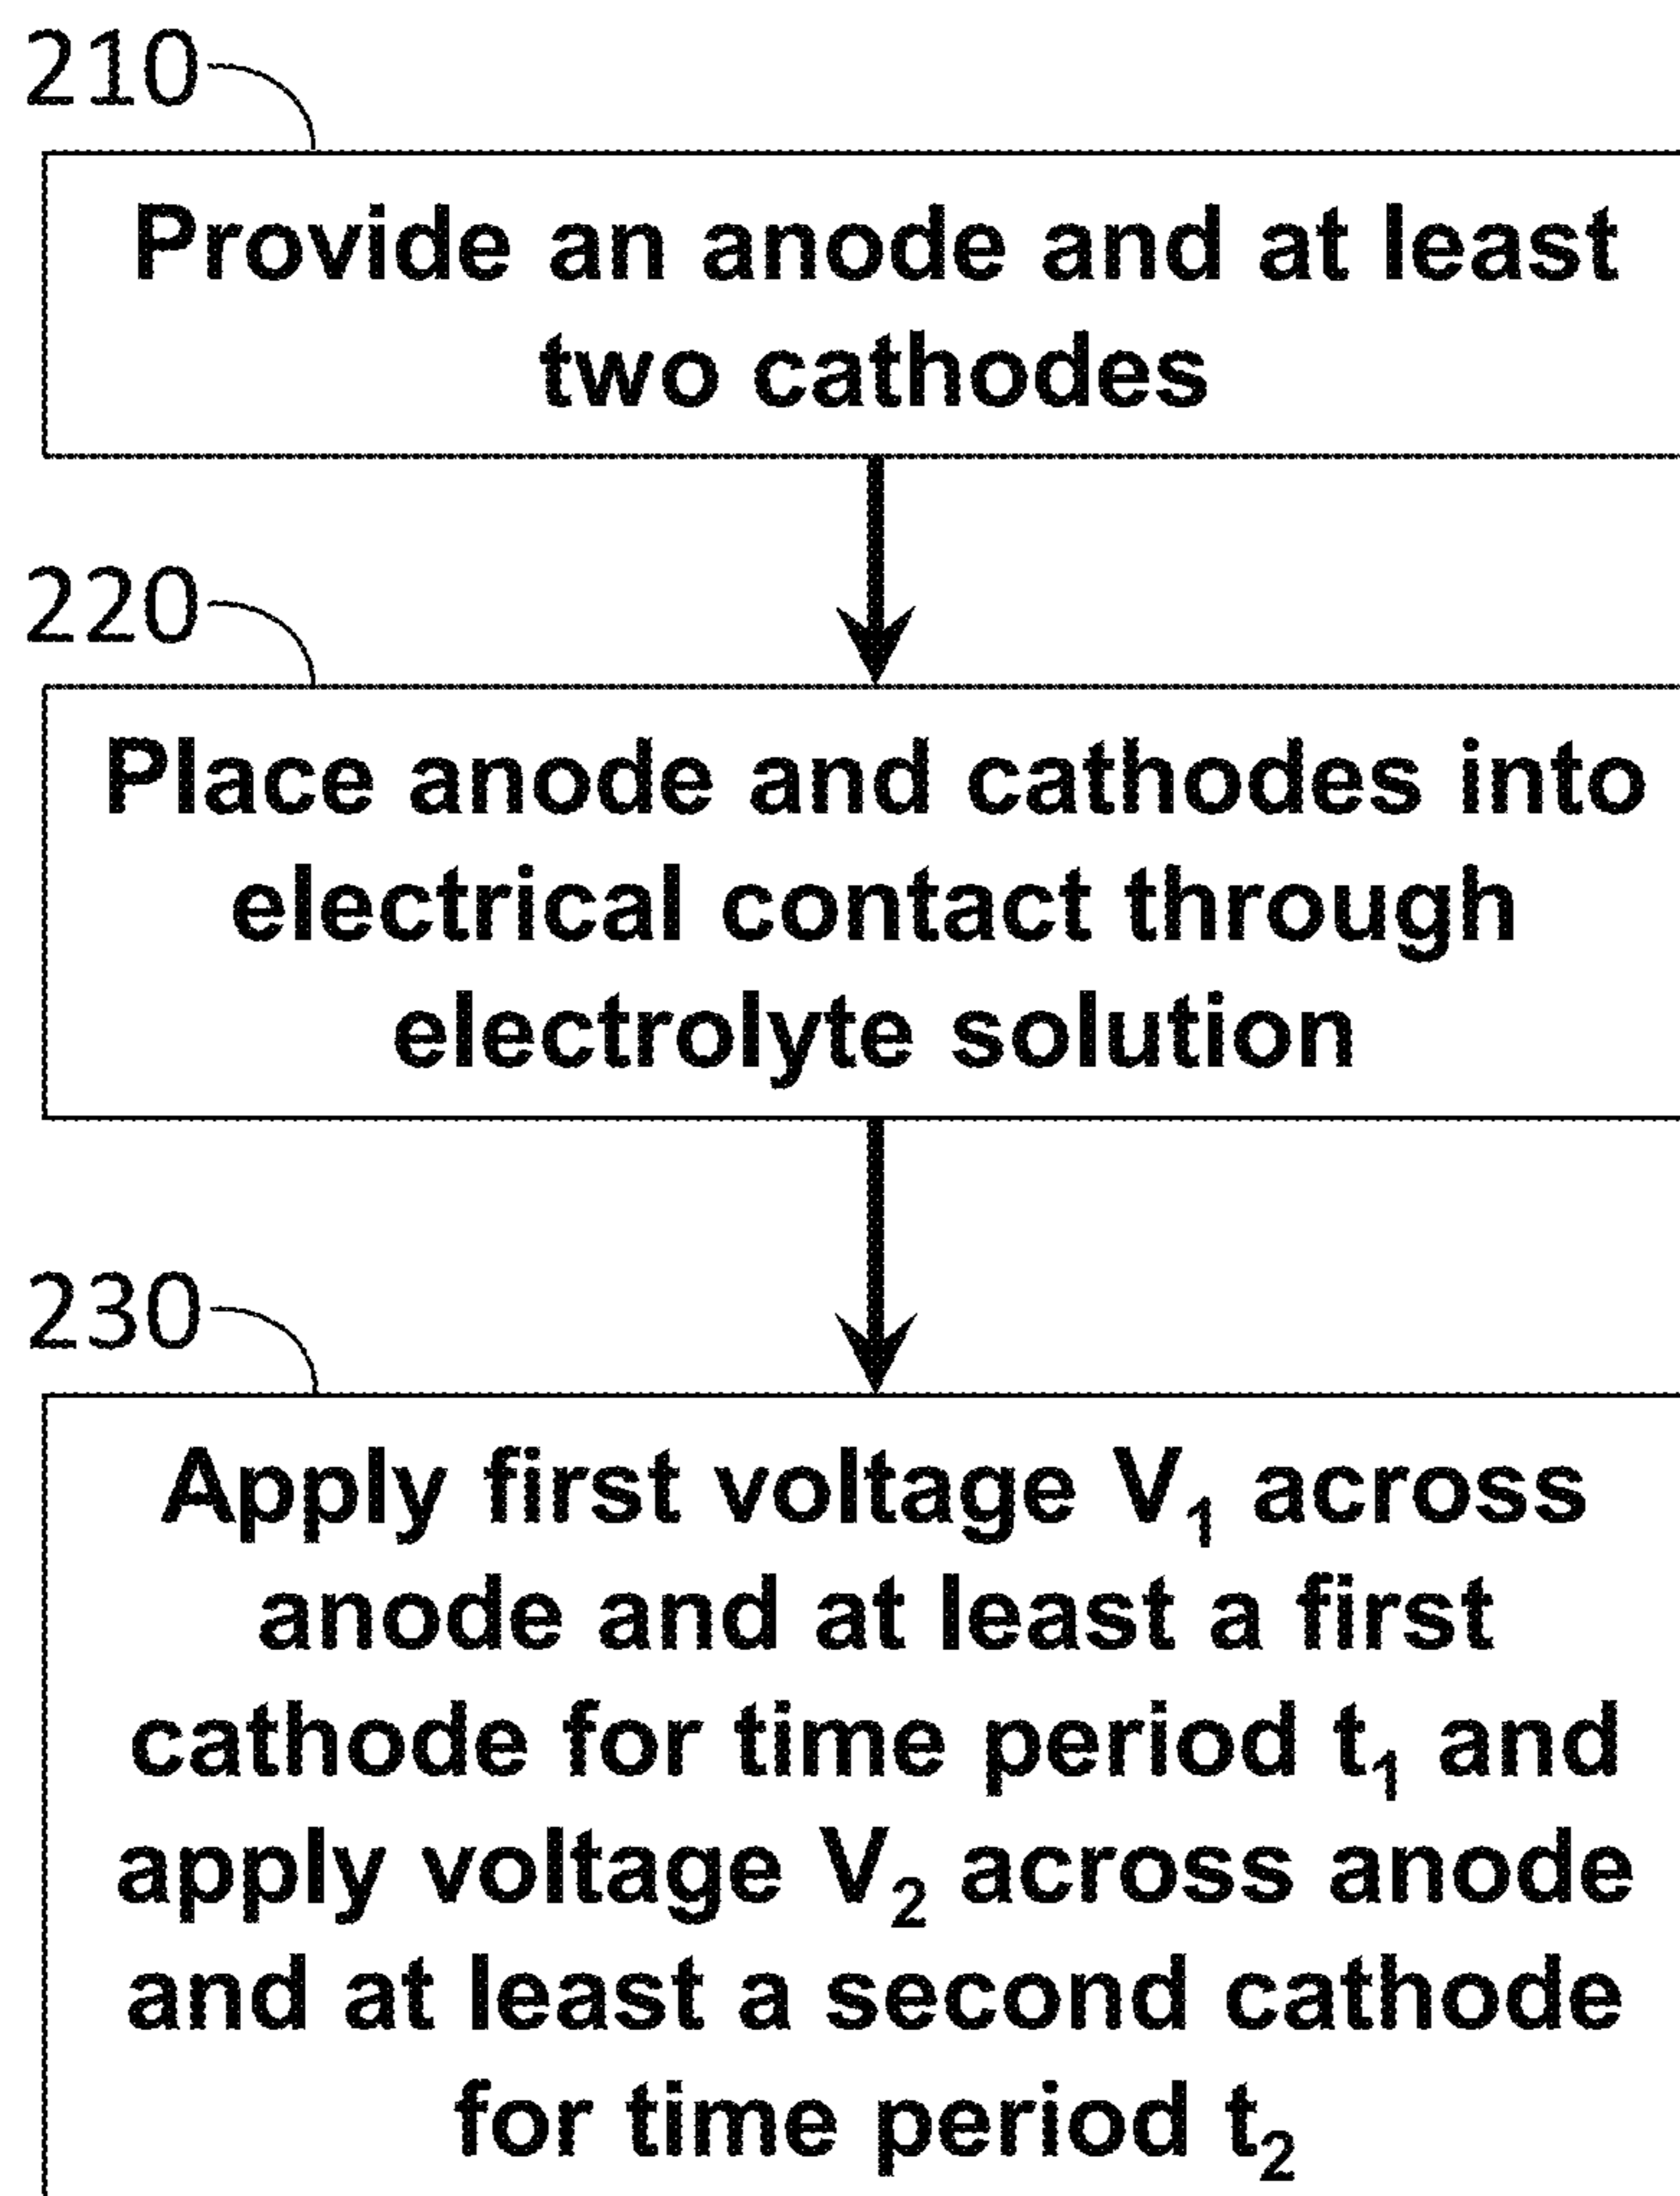 210
Provide an anode and at least
two cathodes
220
Place anode and cathodes into
electrical contact through
electrolyte solution
230
Apply first voltage V₁ across
anode and at least a first
cathode for time period t₁ and
apply voltage V₂ across anode
and at least a second cathode
for time period t₂